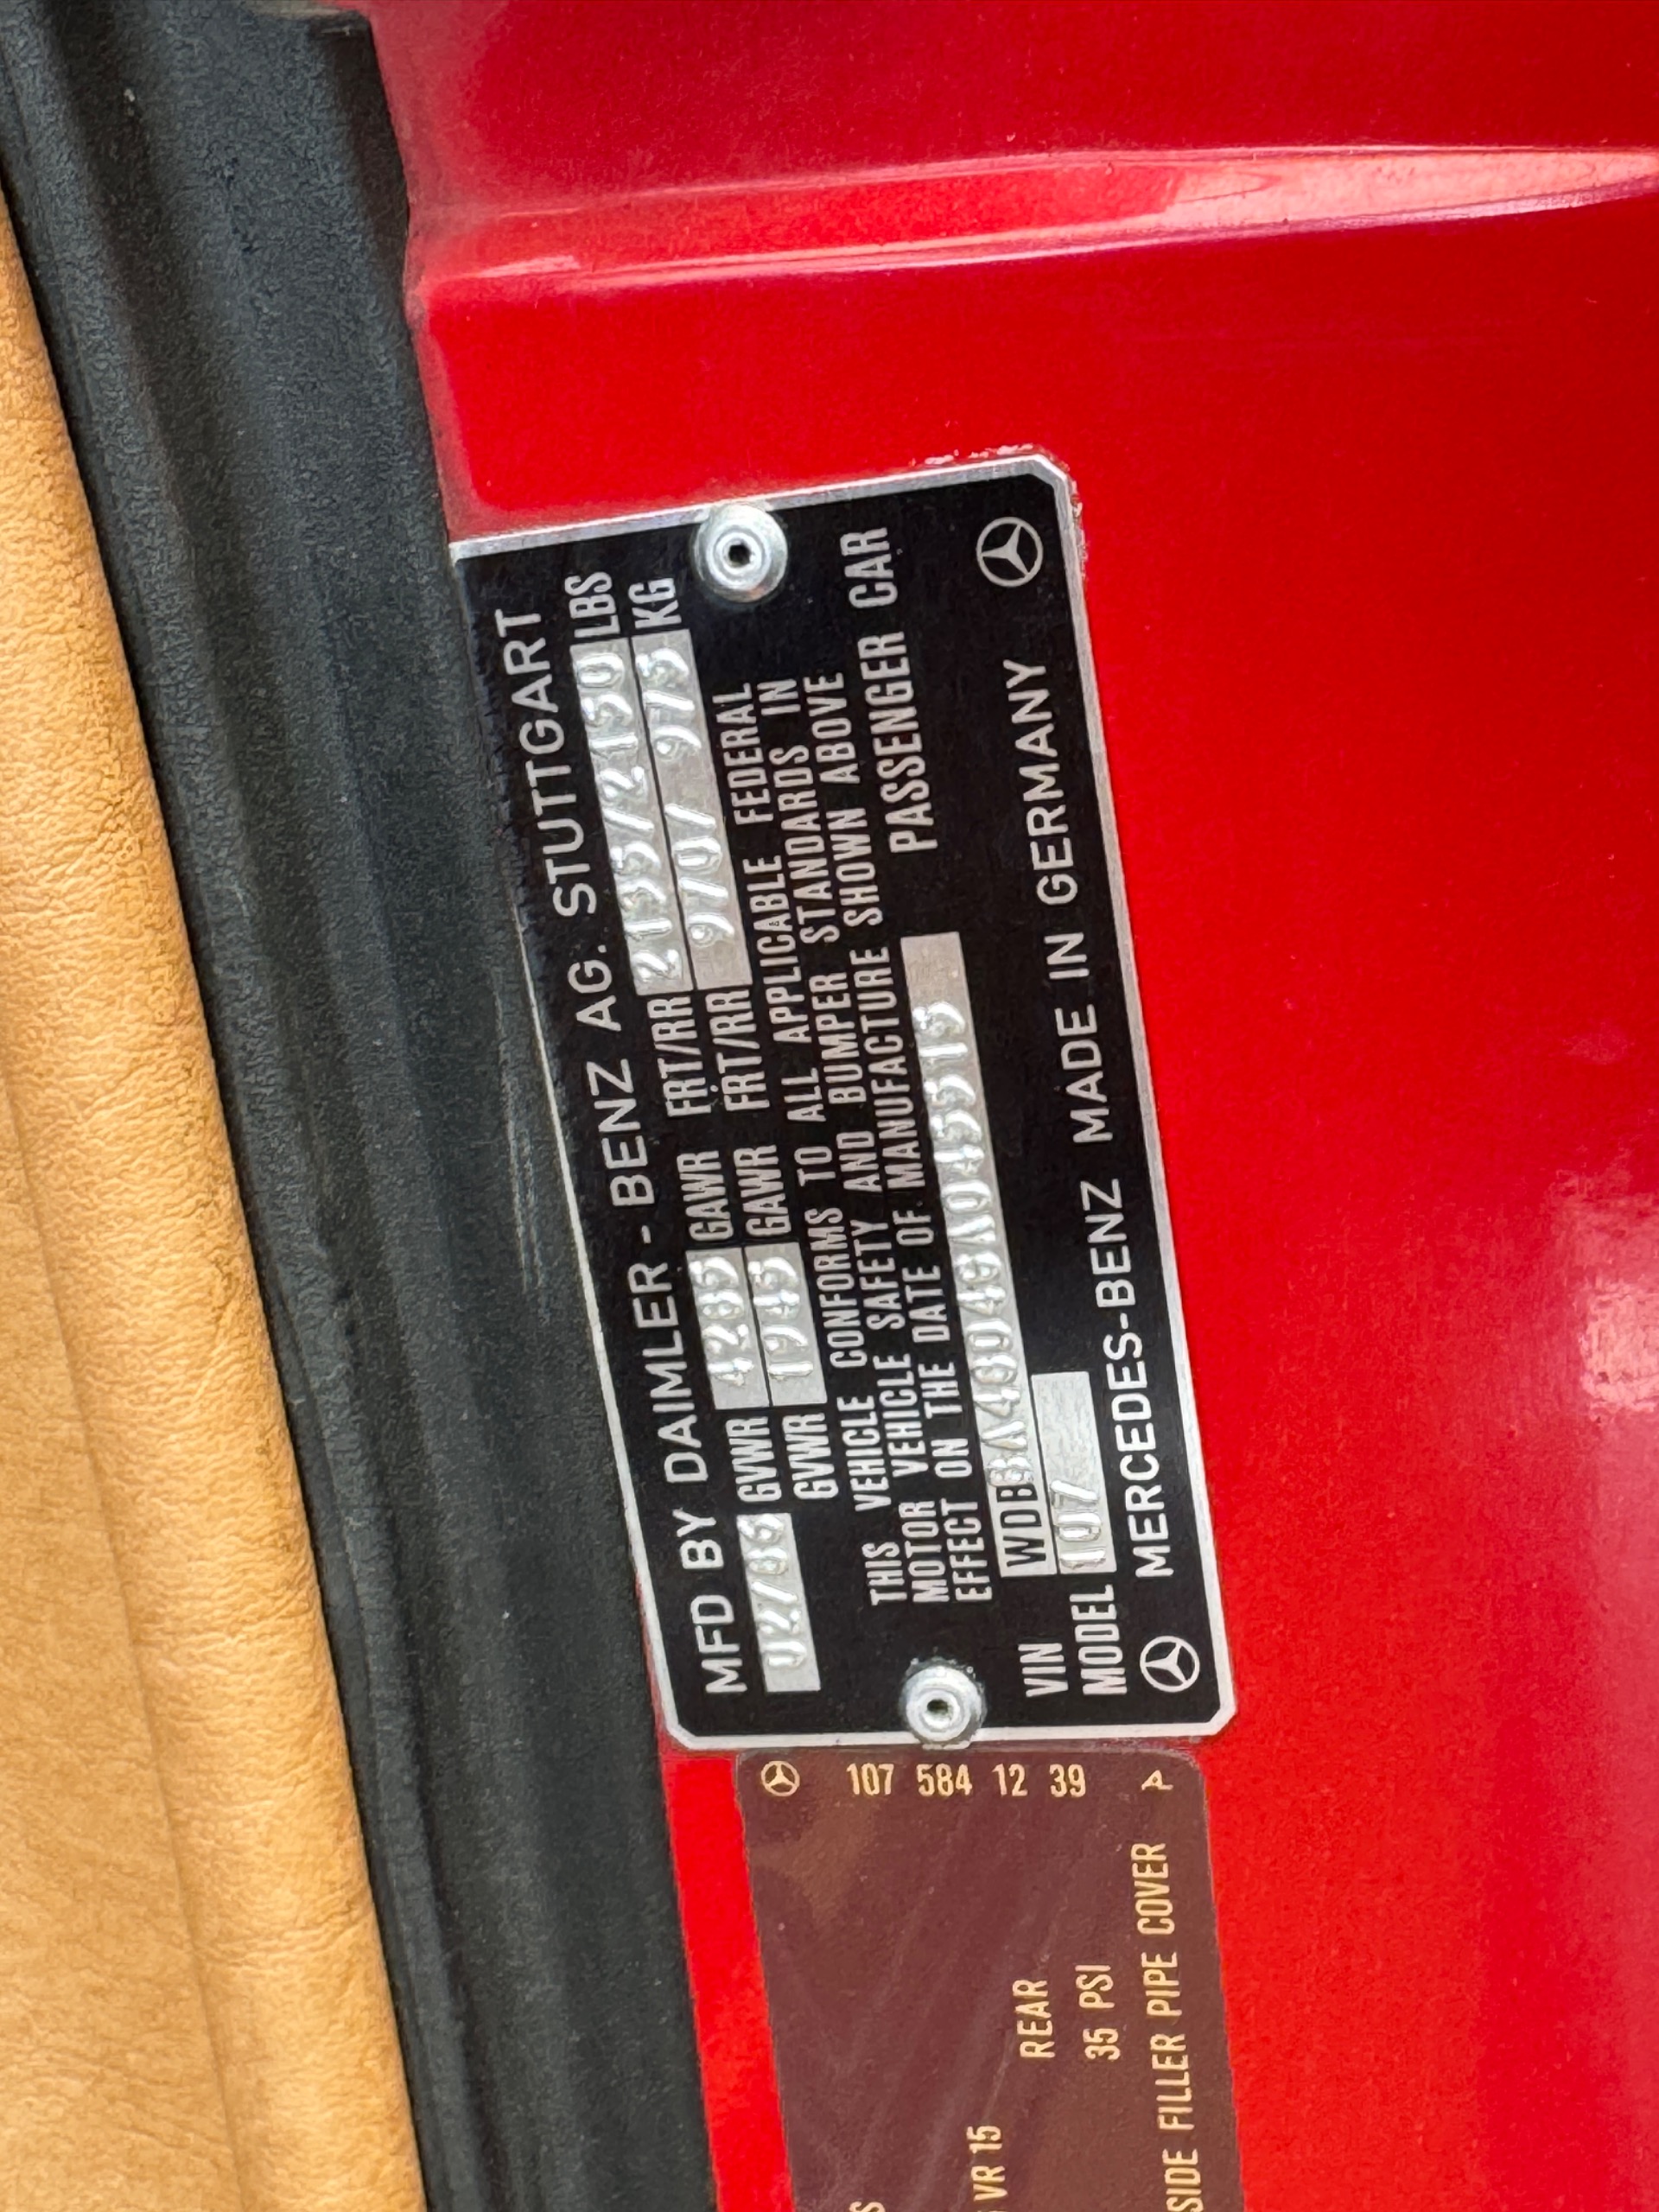 MFD BY DAIMLER - BENZ AG. STUTTGART
02/86 GVWR 4285 GAWR FRT/RR 2135/2150 LBS
GVWR 1945 GAWR FRT/RR 970/ 975 KG
THIS VEHICLE CONFORMS TO ALL APPLICABLE FEDERAL
MOTOR VEHICLE SAFETY AND BUMPER STANDARDS IN
EFFECT ON THE DATE OF MANUFACTURE SHOWN ABOVE
VIN WDBBA48D4GA045515 PASSENGER CAR
MODEL 107
MERCEDES-BENZ MADE IN GERMANY
107 584 12 39 A
VR 15
REAR
35 PSI
SIDE FILLER PIPE COVER